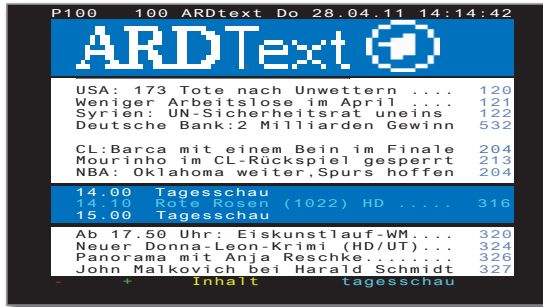 P100 100 ARDtext Do 28.04.11 14:14:42
ARDText
USA: 173 Tote nach Unwettern .... 120
Weniger Arbeitslose im April .... 121
Syrien: UN-Sicherheitsrat uneins 122
Deutsche Bank:2 Milliarden Gewinn 532
CL:Barca mit einem Bein im Finale 204
Mourinho im CL-Rückspiel gesperrt 213
NBA: Oklahoma weiter,Spurs hoffen 204
14.00 Tagesschau
14.10 Rote Rosen (1022) HD ..... 316
15.00 Tagesschau
Ab 17.50 Uhr: Eiskunstlauf-WM.... 320
Neuer Donna-Leon-Krimi (HD/UT)... 324
Panorama mit Anja Reschke........ 326
John Malkovich bei Harald Schmidt 327
- + Inhalt tagesschau